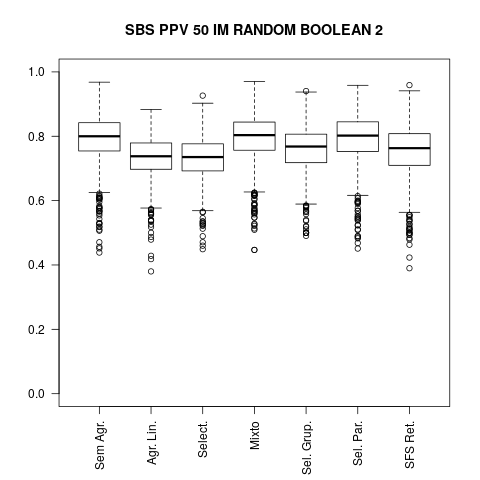 SBS PPV 50 IM RANDOM BOOLEAN 2
1.0
0.8
0.6
0.4
0.2
0.0
Sem Agr.
Agr. Lin.
Select.
Mixto
Sel. Grup.
Sel. Par.
SFS Ret.